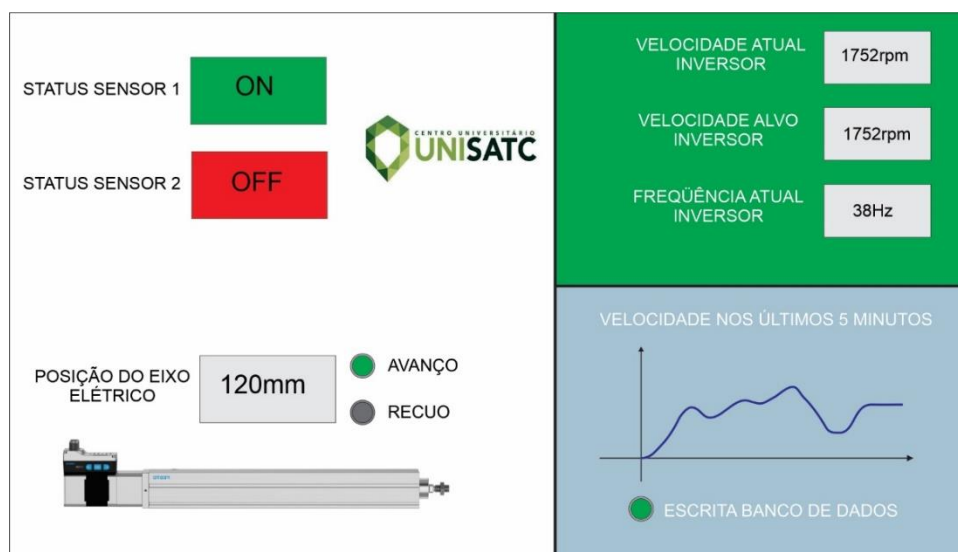 STATUS SENSOR 1
ON
STATUS SENSOR 2
OFF
CENTRO UNIVERSITÁRIO
UNISATC
VELOCIDADE ATUAL
INVERSOR
1752rpm
VELOCIDADE ALVO
INVERSOR
1752rpm
FREQÜÊNCIA ATUAL
INVERSOR
38Hz
POSIÇÃO DO EIXO
ELÉTRICO
120mm
AVANÇO
RECUO
VELOCIDADE NOS ÚLTIMOS 5 MINUTOS
ESCRITA BANCO DE DADOS